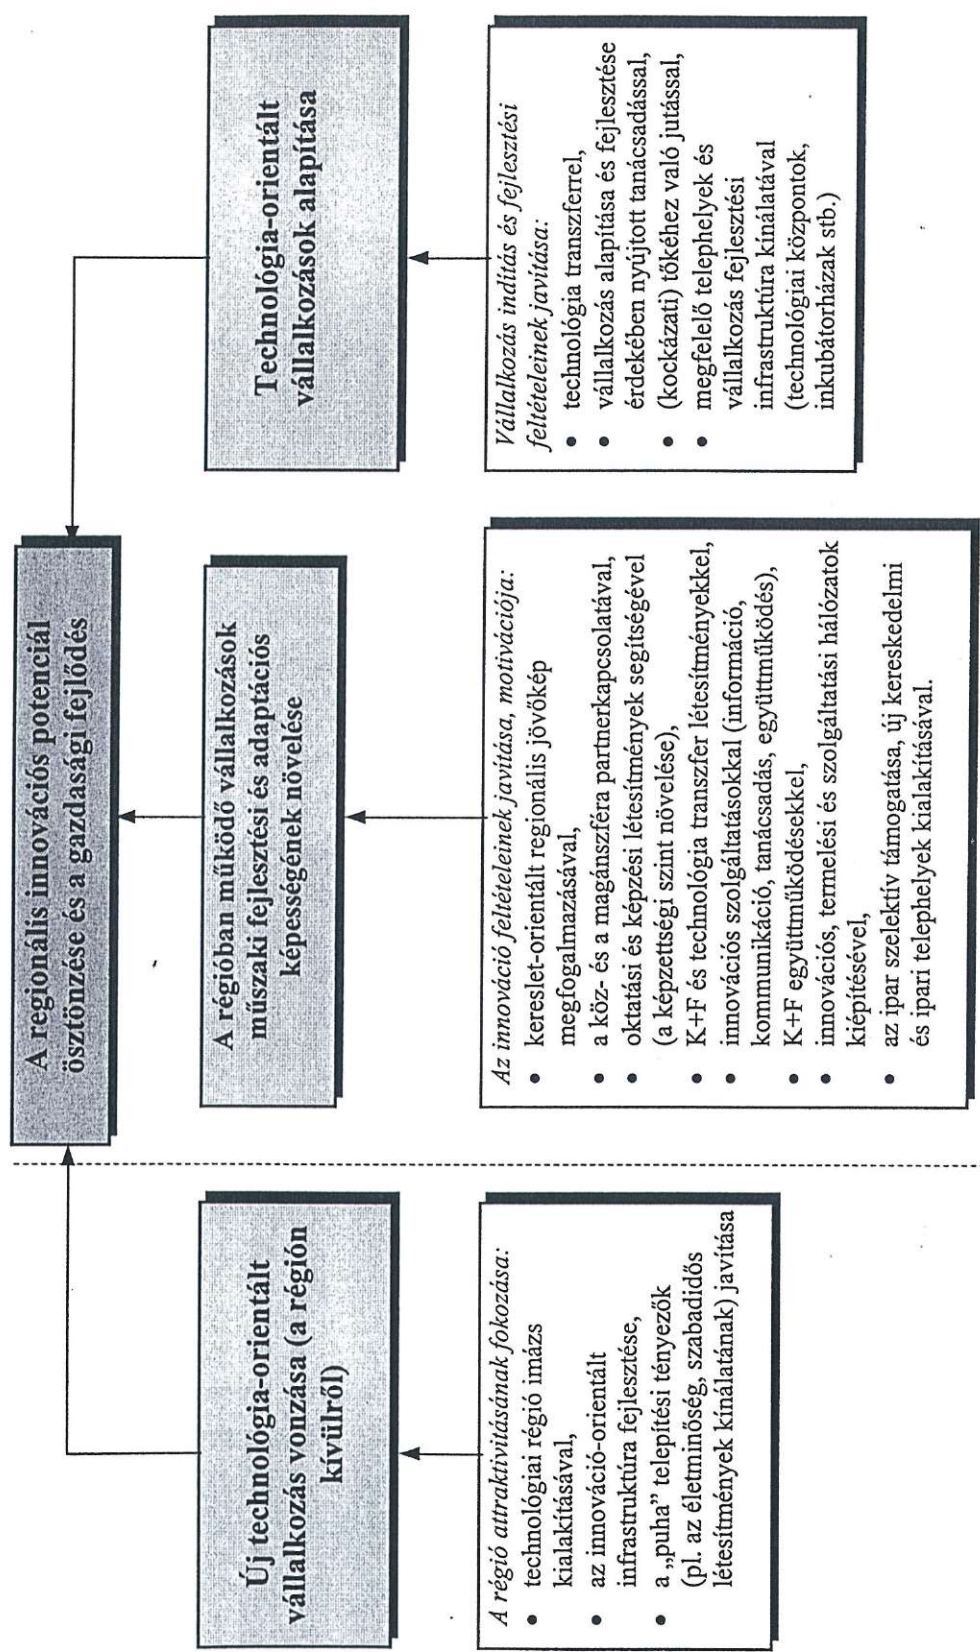 A regionális innovációs potenciál
ösztönzése és a gazdasági fejlődés
Új technológia-orientált
vállalkozás vonzása (a régión
kívülről)
A régióban működő vállalkozások
műszaki fejlesztési és adaptációs
képességének növelése
Technológia-orientált
vállalkozások alapítása
A régió attraktivitásának fokozása:
• technológiai régió imázs
kialakításával,
• az innováció-orientált
infrastruktúra fejlesztése,
• a „puha” telepítési tényezők
(pl. az életminőség, szabadidős
létesítmények kínálatának) javítása
Az innováció feltételeinek javítása, motivációja:
• kereslet-orientált regionális jövőkép
megfogalmazásával,
• a köz- és a magánszféra partnerkapcsolatával,
• oktatási és képzési létesítmények segítségével
(a képzettségi szint növelése),
• K+F és technológia transzfer létesítményekkel,
• innovációs szolgáltatásokkal (információ,
kommunikáció, tanácsadás, együttműködés),
• K+F együttműködésekkel,
• innovációs, termelési és szolgáltatási hálózatok
kiépítésével,
• az ipar szelektív támogatása, új kereskedelmi
és ipari telephelyek kialakításával.
Vállalkozás indítás és fejlesztési
feltételeinek javítása:
• technológia transzferrel,
• vállalkozás alapítása és fejlesztése
érdekében nyújtott tanácsadással,
• (kockázati) tőkéhez való jutással,
• megfelelő telephelyek és
vállalkozás fejlesztési
infrastruktúra kínálatával
(technológiai központok,
inkubátorházak stb.)